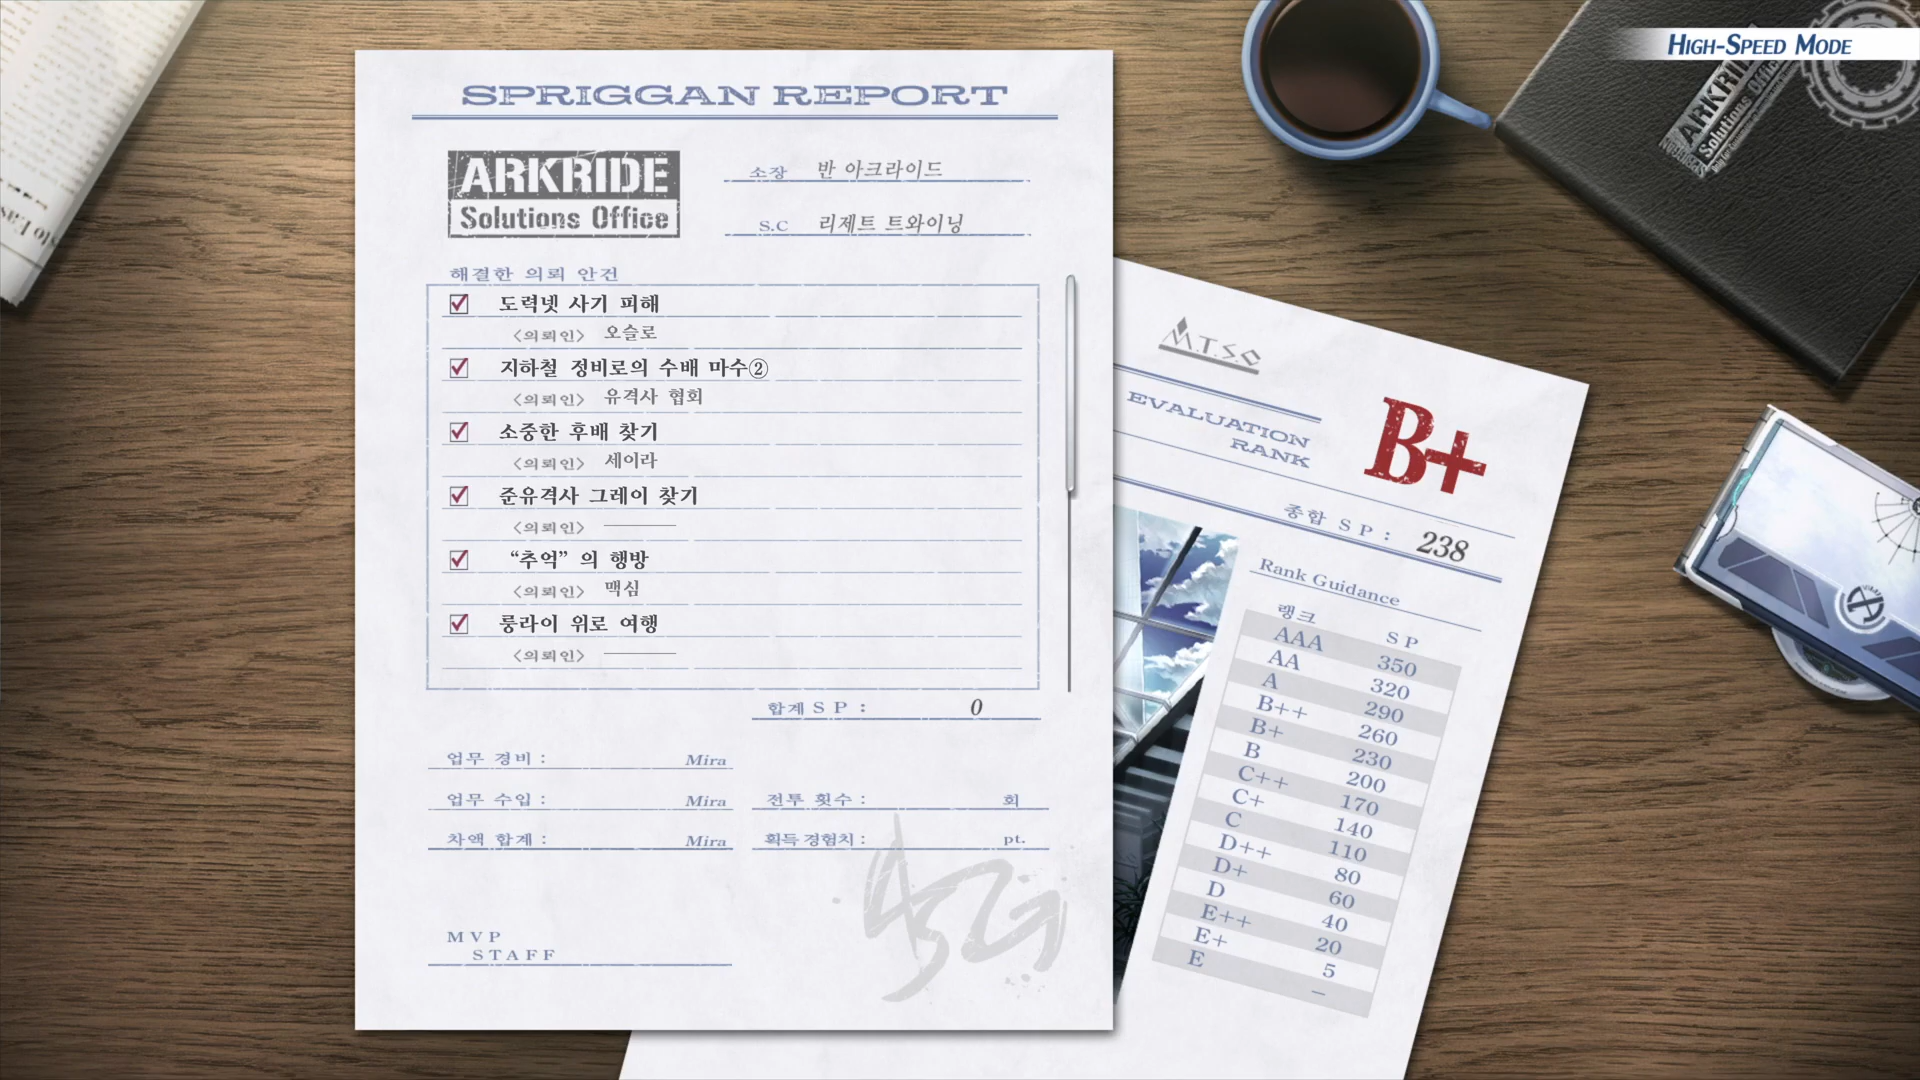 HIGH-SPEED MODE
SPRIGGAN REPORT
ARKRIDE
Solutions Office
소장 반 아크라이드
S.C 리제트 트와이닝
해결한 의뢰 안건
도력넷 사기 피해
<의뢰인> 오슬로
지하철 정비로의 수배 마수②
<의뢰인> 유격사 협회
소중한 후배 찾기
<의뢰인> 세이라
준유격사 그레이 찾기
<의뢰인>
“추억” 의 행방
<의뢰인> 맥심
룽라이 위로 여행
<의뢰인>
합계 S P : 0
업무 경비 : Mira
업무 수입 : Mira
차액 합계 : Mira
전투 횟수 : 회
획득 경험치 : pt.
MVP
STAFF
M.T.S.C
EVALUATION
RANK
B+
종합 S P : 238
Rank Guidance
랭크 S P
AAA 350
AA 320
A 290
B++ 260
B+ 230
B 200
C++ 170
C+ 140
C 110
D++ 80
D+ 60
D 40
E++ 20
E+ 5
E –
ARKRIDE
Solutions Office